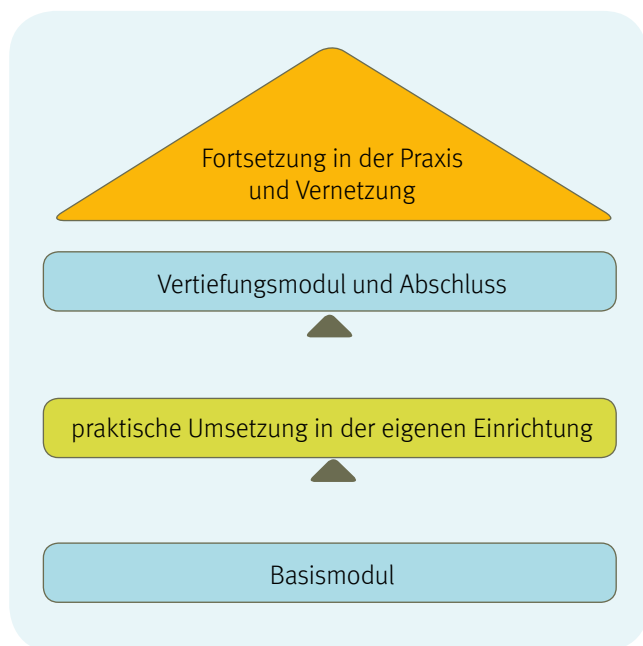 Fortsetzung in der Praxis
und Vernetzung
Vertiefungsmodul und Abschluss
praktische Umsetzung in der eigenen Einrichtung
Basismodul